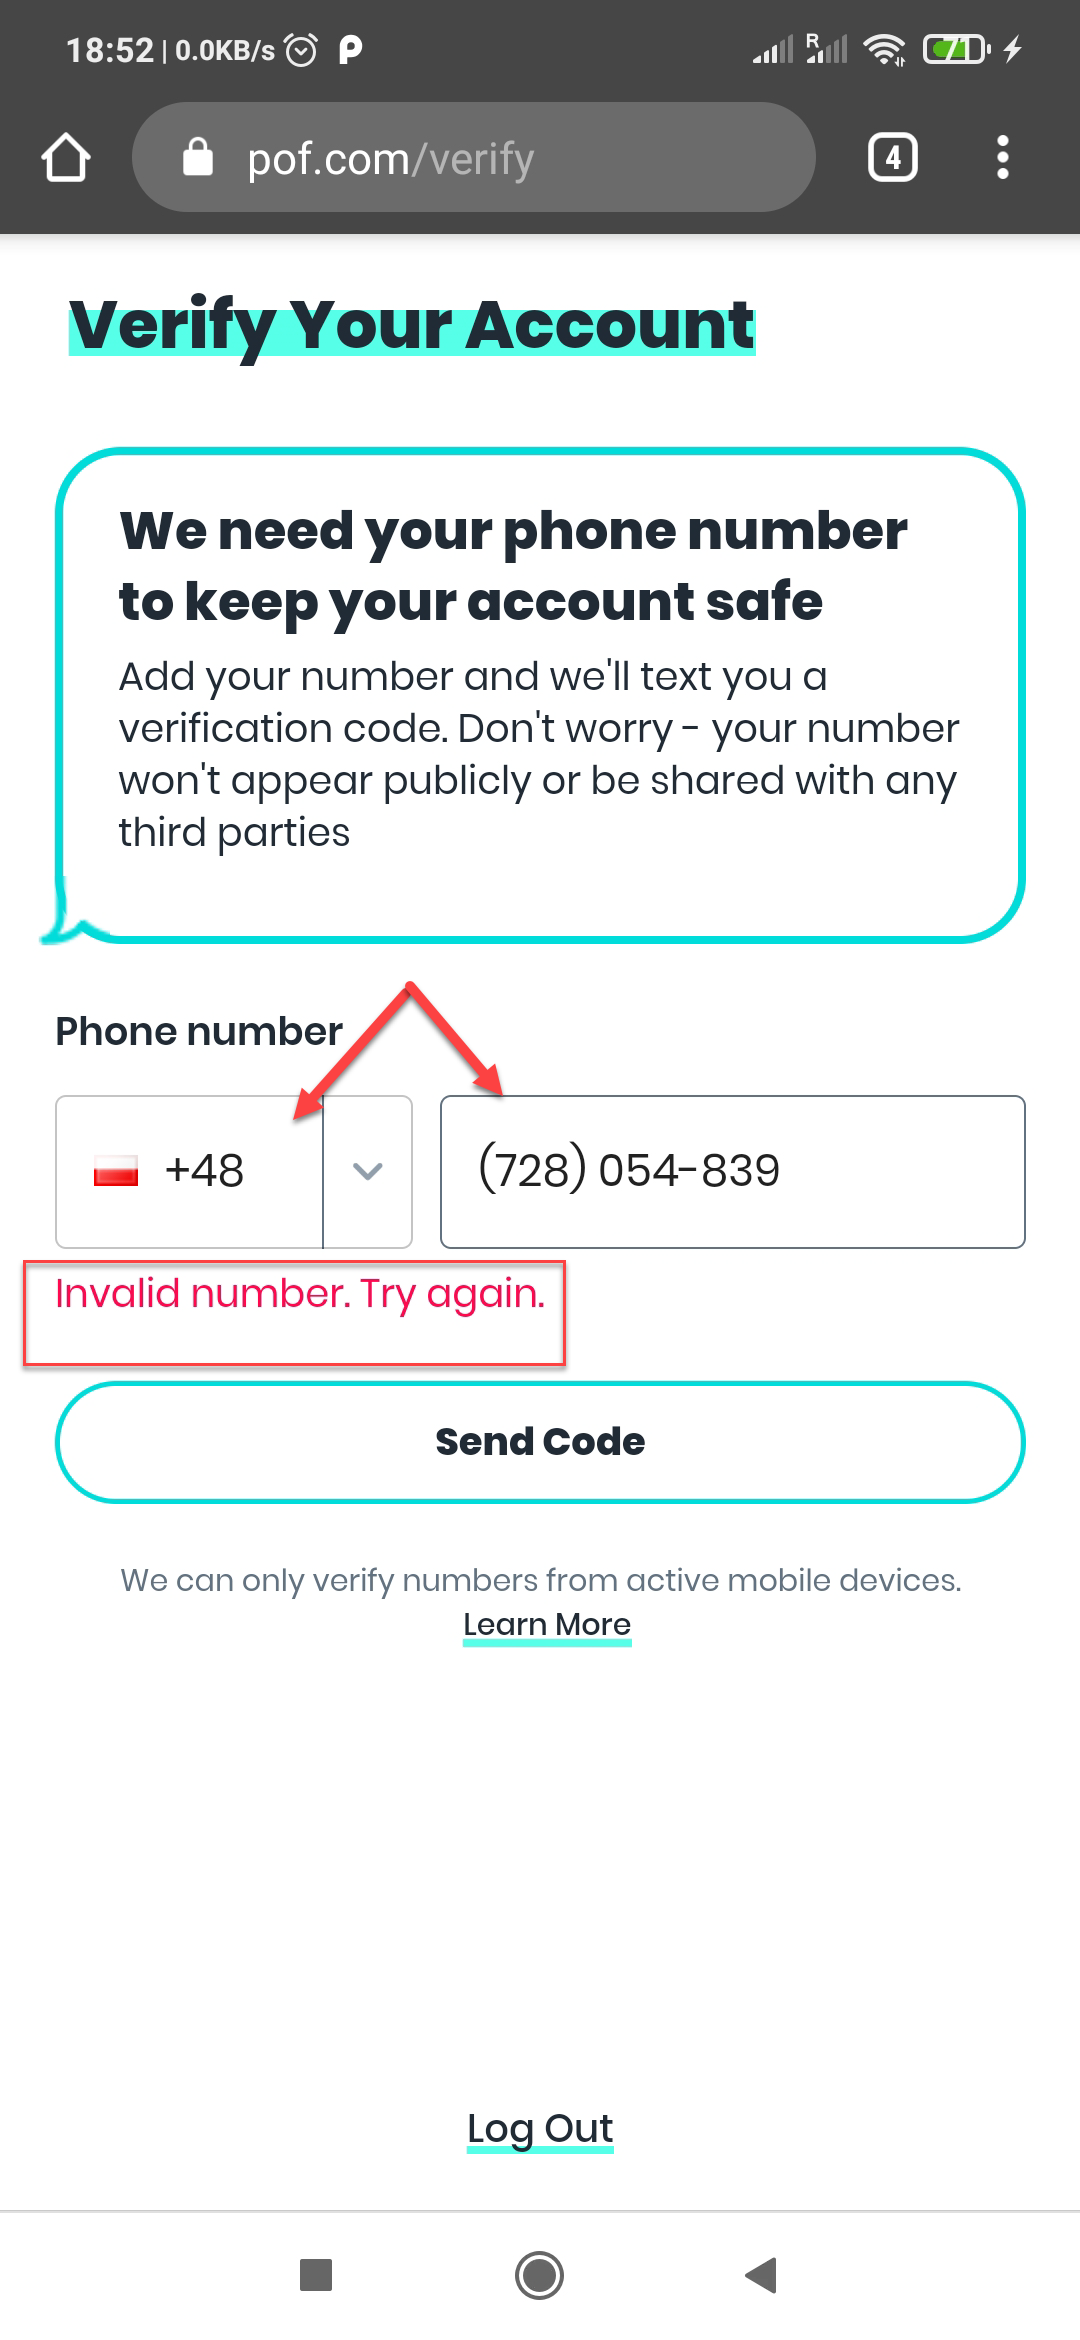 18:52 | 0.0KB/s
R
71
pof.com/verify
4
Verify Your Account
We need your phone number
to keep your account safe
Add your number and we'll text you a
verification code. Don't worry - your number
won't appear publicly or be shared with any
third parties
Phone number
+48
(728) 054-839
Invalid number. Try again.
Send Code
We can only verify numbers from active mobile devices.
Learn More
Log Out